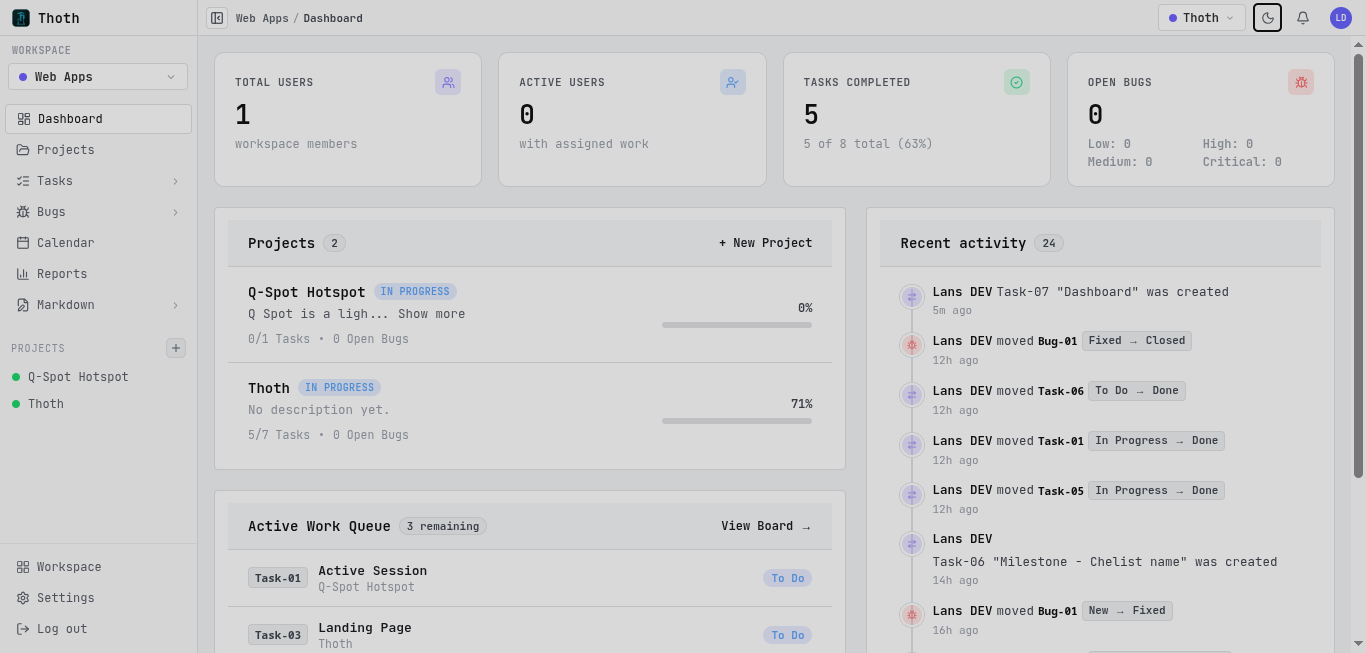 Thoth
WORKSPACE
Web Apps
Dashboard
Projects
Tasks
Bugs
Calendar
Reports
Markdown
PROJECTS
Q-Spot Hotspot
Thoth
Workspace
Settings
Log out
Web Apps / Dashboard
Thoth
LD
TOTAL USERS
1
workspace members
ACTIVE USERS
0
with assigned work
TASKS COMPLETED
5
5 of 8 total (63%)
OPEN BUGS
0
Low: 0 High: 0
Medium: 0 Critical: 0
Projects 2
+ New Project
Q-Spot Hotspot IN PROGRESS
Q Spot is a ligh... Show more
0/1 Tasks • 0 Open Bugs
0%
Thoth IN PROGRESS
No description yet.
5/7 Tasks • 0 Open Bugs
71%
Active Work Queue 3 remaining
View Board →
Task-01 Active Session
Q-Spot Hotspot
To Do
Task-03 Landing Page
Thoth
To Do
Recent activity 24
Lans DEV Task-07 "Dashboard" was created
5m ago
Lans DEV moved Bug-01 Fixed → Closed
12h ago
Lans DEV moved Task-06 To Do → Done
12h ago
Lans DEV moved Task-01 In Progress → Done
12h ago
Lans DEV moved Task-05 In Progress → Done
12h ago
Lans DEV
Task-06 "Milestone - Chelist name" was created
14h ago
Lans DEV moved Bug-01 New → Fixed
16h ago